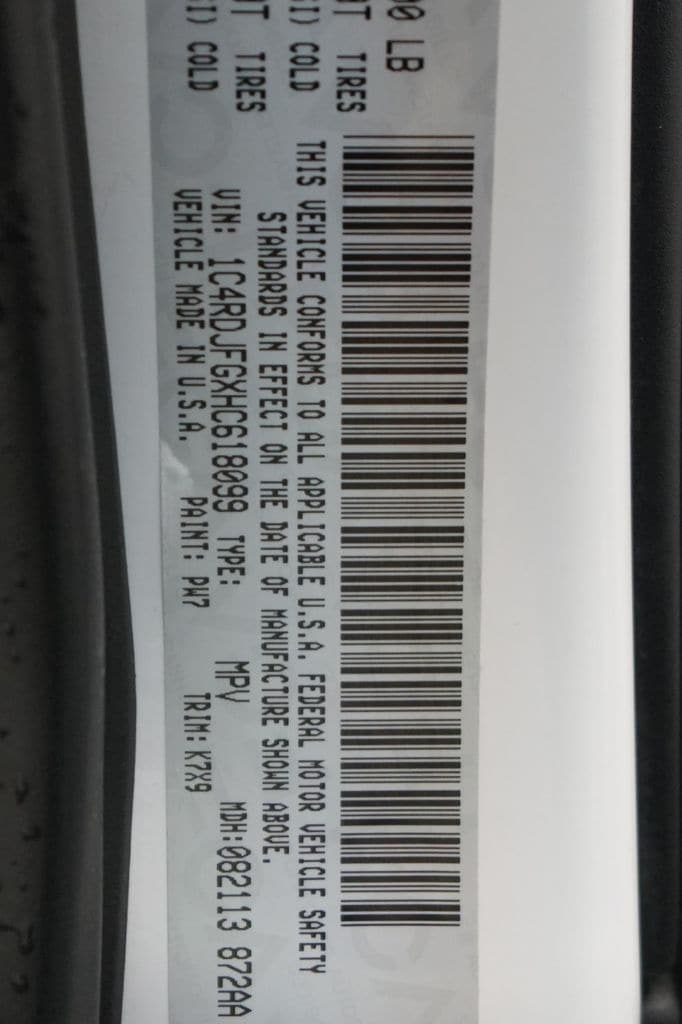 LB
TIRES
COLD
TIRES
COLD
THIS VEHICLE CONFORMS TO ALL APPLICABLE U.S.A. FEDERAL MOTOR VEHICLE SAFETY
STANDARDS IN EFFECT ON THE DATE OF MANUFACTURE SHOWN ABOVE.
VIN: 1C4RDJFGXHC618099 TYPE: MPV MDH:082113 872AA
VEHICLE MADE IN U.S.A. PAINT: PW7 TRIM: K7X9